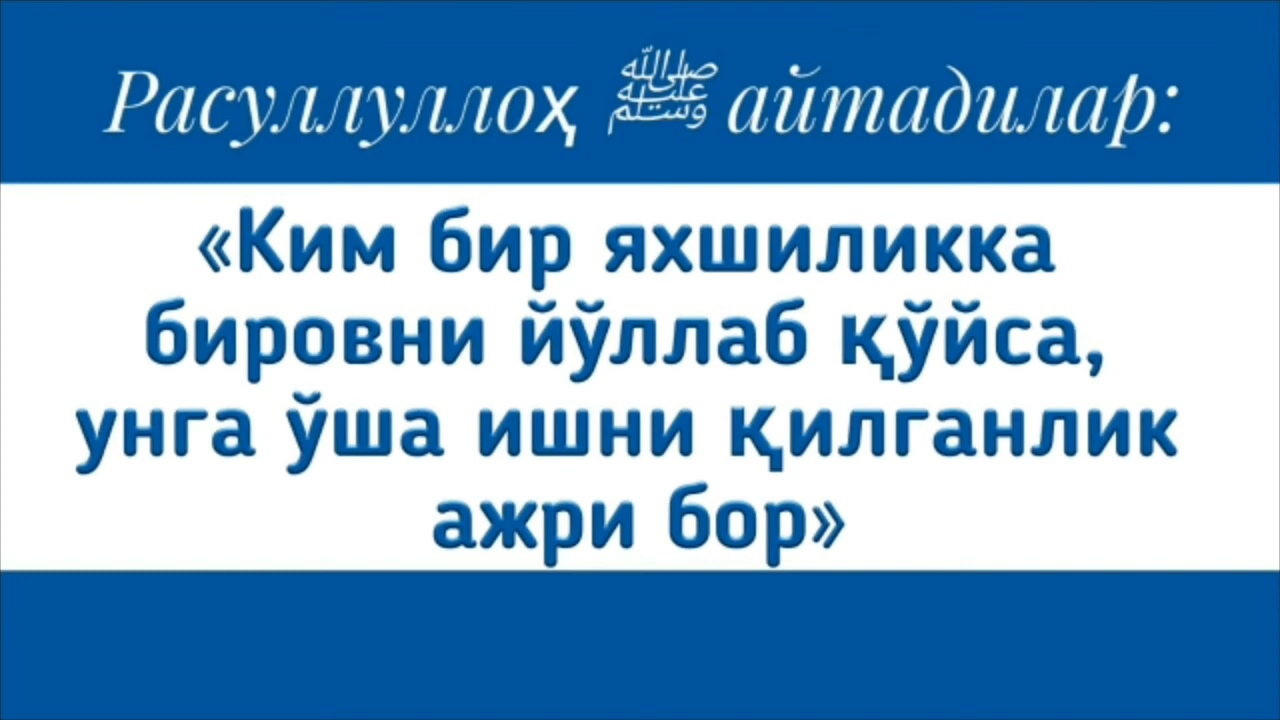 Расуллуллоҳ ﷺ айтадилар:
«Ким бир яхшиликка
бировни йўллаб қўйса,
унга ўша ишни қилганлик
ажри бор»